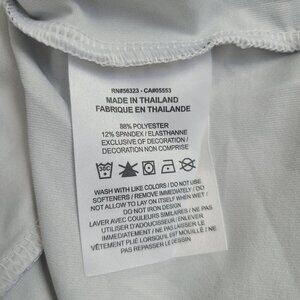 RN#56323 - CA#05553
MADE IN THAILAND
FABRIQUE EN THAILANDE
88% POLYESTER
12% SPANDEX / ELASTHANNE
EXCLUSIVE OF DECORATION /
DECORATION NON COMPRISE
WASH WITH LIKE COLORS / DO NOT USE
SOFTENERS / REMOVE IMMEDIATELY / DO
NOT ALLOW TO LAY ON ITSELF WHEN WET /
DO NOT IRON DESIGN
LAVER AVEC COULEURS SIMILAIRES / NE PAS
UTILISER D'ADOUCISSEUR / ENLEVER
IMMEDIATEMENT / NE PAS LAISSER LE
VÊTEMENT PLIÉ LORSQU'IL EST MOUILLÉ / NE
PAS REPASSER LE DESSIN